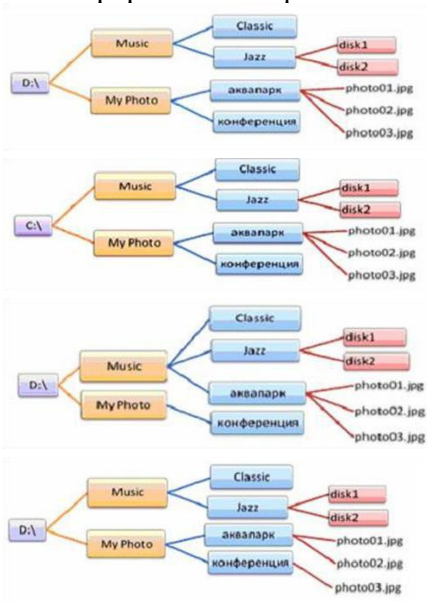 Classic
Music
Jazz
disk1
disk2
D:\
My Photo
аквапарк
photo01.jpg
photo02.jpg
photo03.jpg
конференция
Classic
Music
Jazz
disk1
disk2
C:\
My Photo
аквапарк
photo01.jpg
photo02.jpg
photo03.jpg
конференция
Classic
Jazz
disk1
disk2
Music
D:\
My Photo
аквапарк
photo01.jpg
photo02.jpg
photo03.jpg
конференция
Classic
Music
Jazz
disk1
disk2
D:\
My Photo
аквапарк
photo01.jpg
photo02.jpg
конференция
photo03.jpg